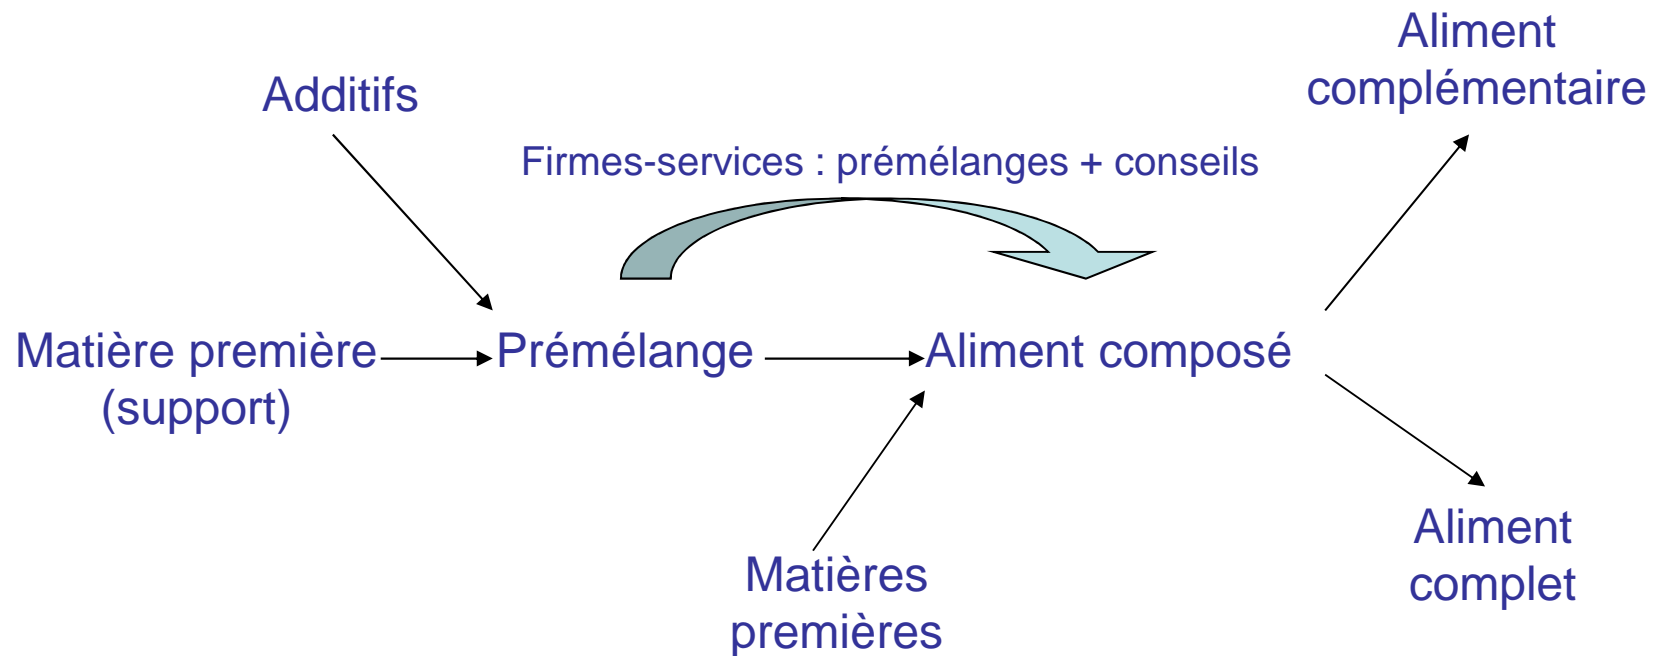 Aliment
complémentaire
Additifs
Firmes-services : prémélanges + conseils
Matière première
(support)
Prémélange
Aliment composé
Matières
premières
Aliment
complet